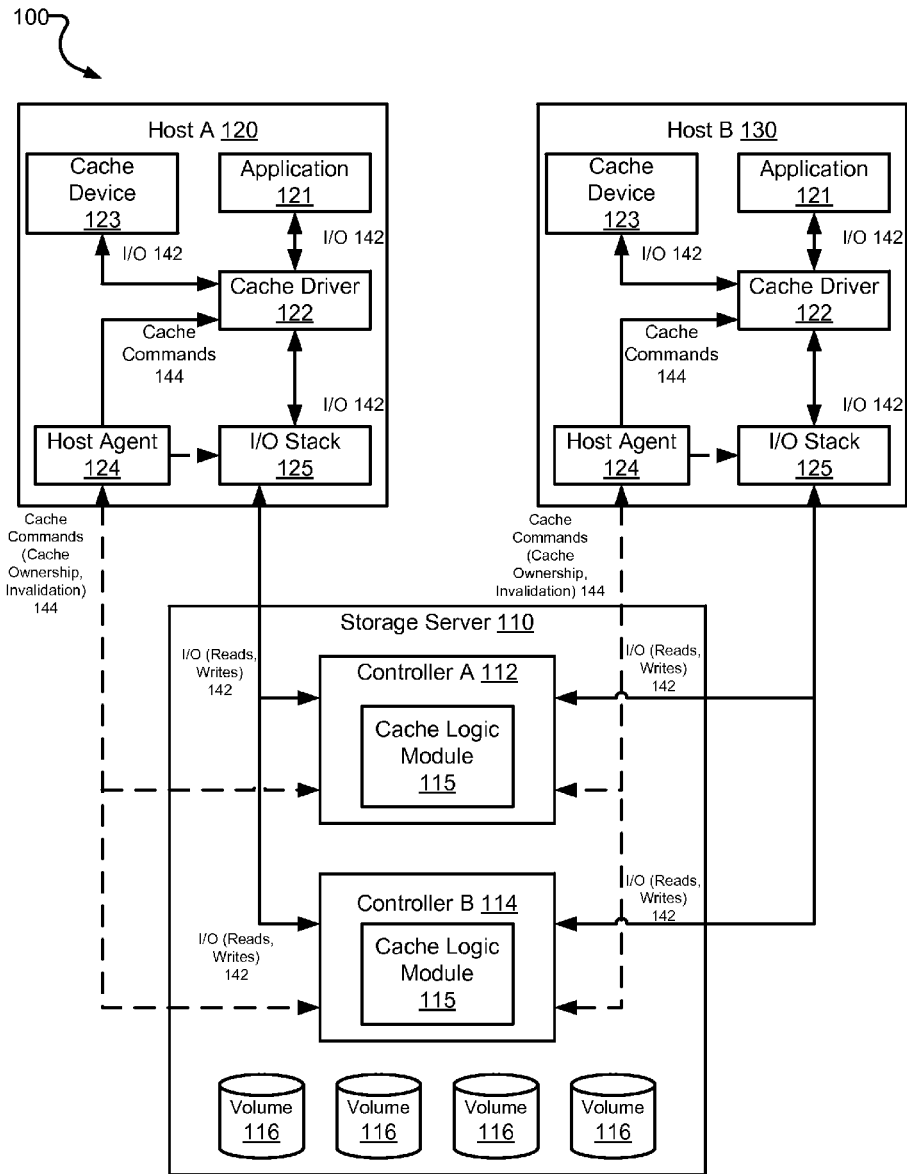 100
Host A 120
Cache
Device
123
Application
121
I/O 142
I/O 142
Cache Driver
122
Cache
Commands
144
I/O 142
Host Agent
124
I/O Stack
125
Host B 130
Cache
Device
123
Application
121
I/O 142
I/O 142
Cache Driver
122
Cache
Commands
144
I/O 142
Host Agent
124
I/O Stack
125
Cache
Commands
(Cache
Ownership,
Invalidation)
144
Cache
Commands
(Cache
Ownership,
Invalidation) 144
Storage Server 110
I/O (Reads,
Writes)
142
Controller A 112
Cache Logic
Module
115
I/O (Reads,
Writes)
142
I/O (Reads,
Writes)
142
Controller B 114
Cache Logic
Module
115
I/O (Reads,
Writes)
142
Volume
116
Volume
116
Volume
116
Volume
116